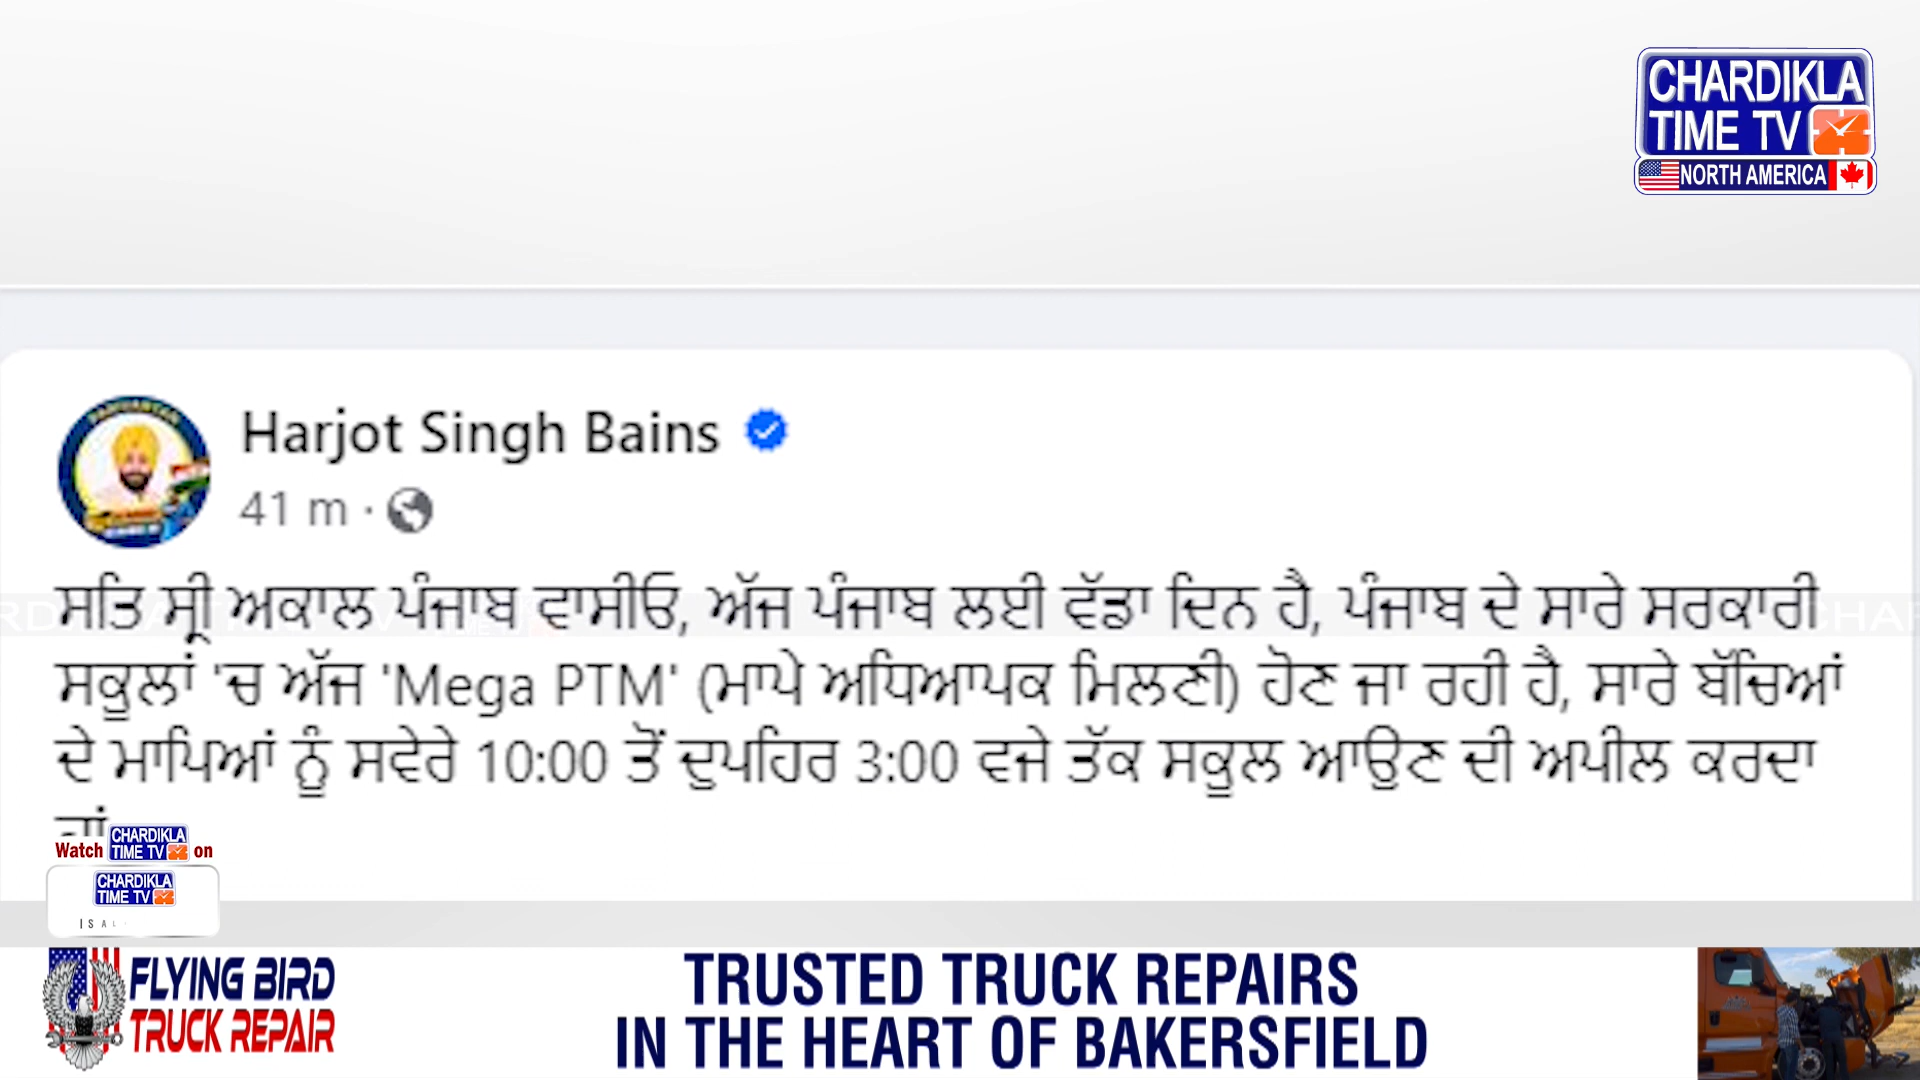 CHARDIKLA
TIME TV
NORTH AMERICA
Harjot Singh Bains
41 m ·
ਸਤਿ ਸ੍ਰੀ ਅਕਾਲ ਪੰਜਾਬ ਵਾਸੀਓ, ਅੱਜ ਪੰਜਾਬ ਲਈ ਵੱਡਾ ਦਿਨ ਹੈ, ਪੰਜਾਬ ਦੇ ਸਾਰੇ ਸਰਕਾਰੀ
ਸਕੂਲਾਂ 'ਚ ਅੱਜ 'Mega PTM' (ਮਾਪੇ ਅਧਿਆਪਕ ਮਿਲਣੀ) ਹੋਣ ਜਾ ਰਹੀ ਹੈ, ਸਾਰੇ ਬੱਚਿਆਂ
ਦੇ ਮਾਪਿਆਂ ਨੂੰ ਸਵੇਰੇ 10:00 ਤੋਂ ਦੁਪਹਿਰ 3:00 ਵਜੇ ਤੱਕ ਸਕੂਲ ਆਉਣ ਦੀ ਅਪੀਲ ਕਰਦਾ
Watch CHARDIKLA TIME TV on
CHARDIKLA
TIME TV
FLYING BIRD
TRUCK REPAIR
TRUSTED TRUCK REPAIRS
IN THE HEART OF BAKERSFIELD